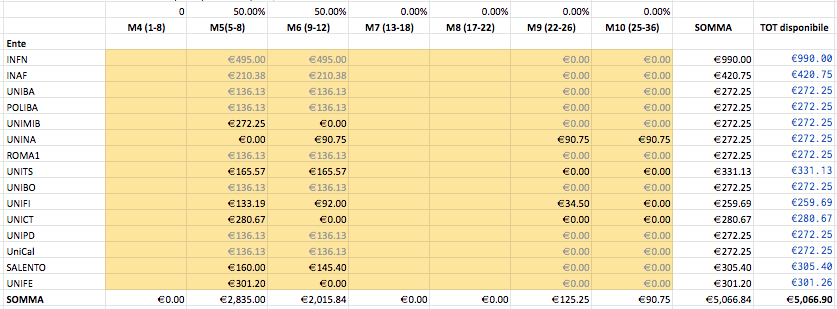 0 50.00% 50.00% 0.00% 0.00% 0.00% 0.00%
M4 (1-8) M5(5-8) M6 (9-12) M7 (13-18) M8 (17-22) M9 (22-26) M10 (25-36) SOMMA TOT disponibile
Ente
INFN €495.00 €495.00 €0.00 €0.00 €990.00 €990.00
INAF €210.38 €210.38 €0.00 €0.00 €420.75 €420.75
UNIBA €136.13 €136.13 €0.00 €0.00 €272.25 €272.25
POLIBA €136.13 €136.13 €0.00 €0.00 €272.25 €272.25
UNIMIB €272.25 €0.00 €0.00 €0.00 €272.25 €272.25
UNINA €0.00 €90.75 €90.75 €90.75 €272.25 €272.25
ROMA1 €136.13 €136.13 €0.00 €0.00 €272.25 €272.25
UNITS €165.57 €165.57 €0.00 €0.00 €331.13 €331.13
UNIBO €136.13 €136.13 €0.00 €0.00 €272.25 €272.25
UNIFI €133.19 €92.00 €34.50 €0.00 €259.69 €259.69
UNICT €280.67 €0.00 €0.00 €0.00 €280.67 €280.67
UNIPD €136.13 €136.13 €0.00 €0.00 €272.25 €272.25
UniCal €136.13 €136.13 €0.00 €0.00 €272.25 €272.25
SALENTO €160.00 €145.40 €0.00 €0.00 €305.40 €305.40
UNIFE €301.20 €0.00 €0.00 €0.00 €301.20 €301.26
SOMMA €0.00 €2,835.00 €2,015.84 €0.00 €0.00 €125.25 €90.75 €5,066.84 €5,066.90